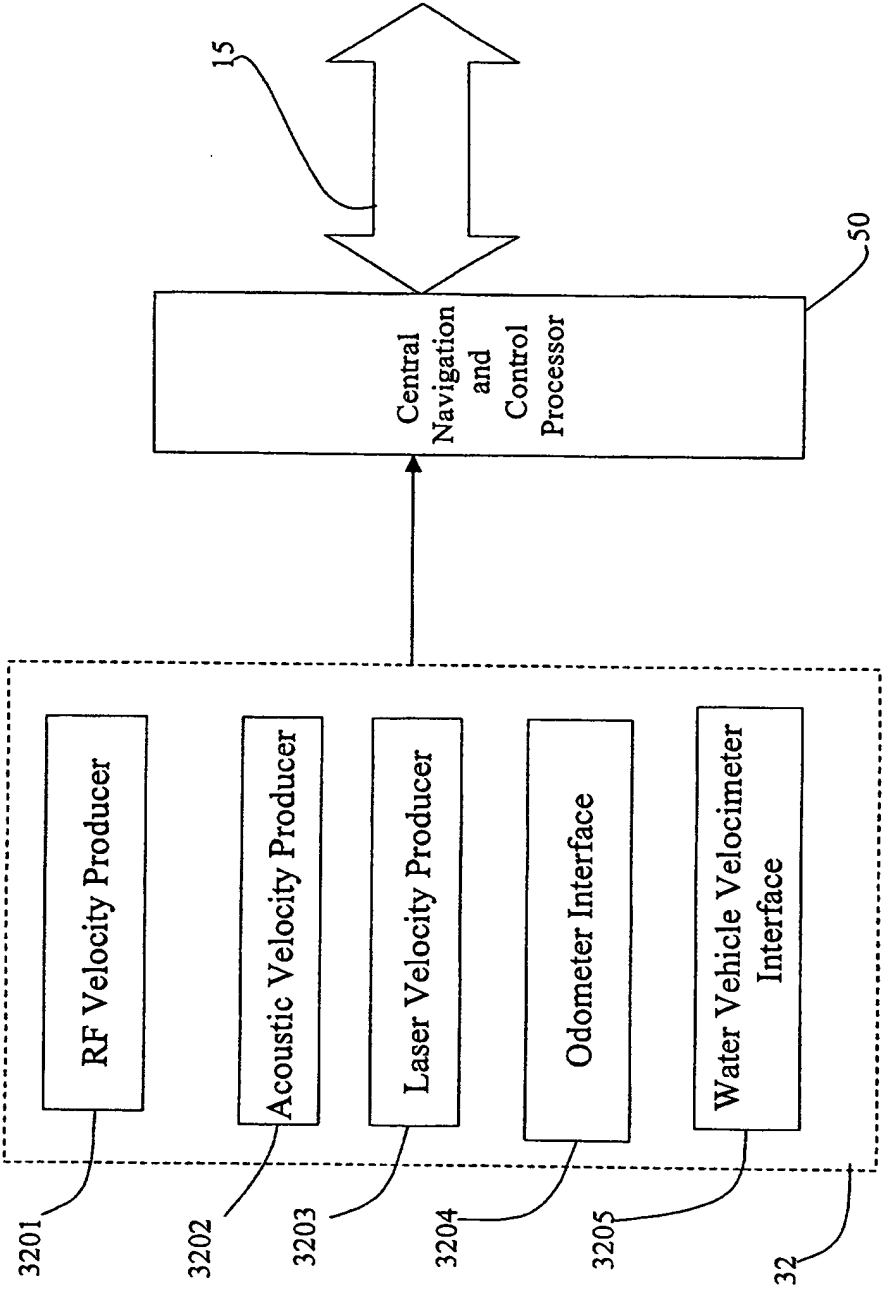 3201
RF Velocity Producer
3202
Acoustic Velocity Producer
3203
Laser Velocity Producer
3204
Odometer Interface
3205
Water Vehicle Velocimeter
Interface
32
Central
Navigation
and
Control
Processor
50
15